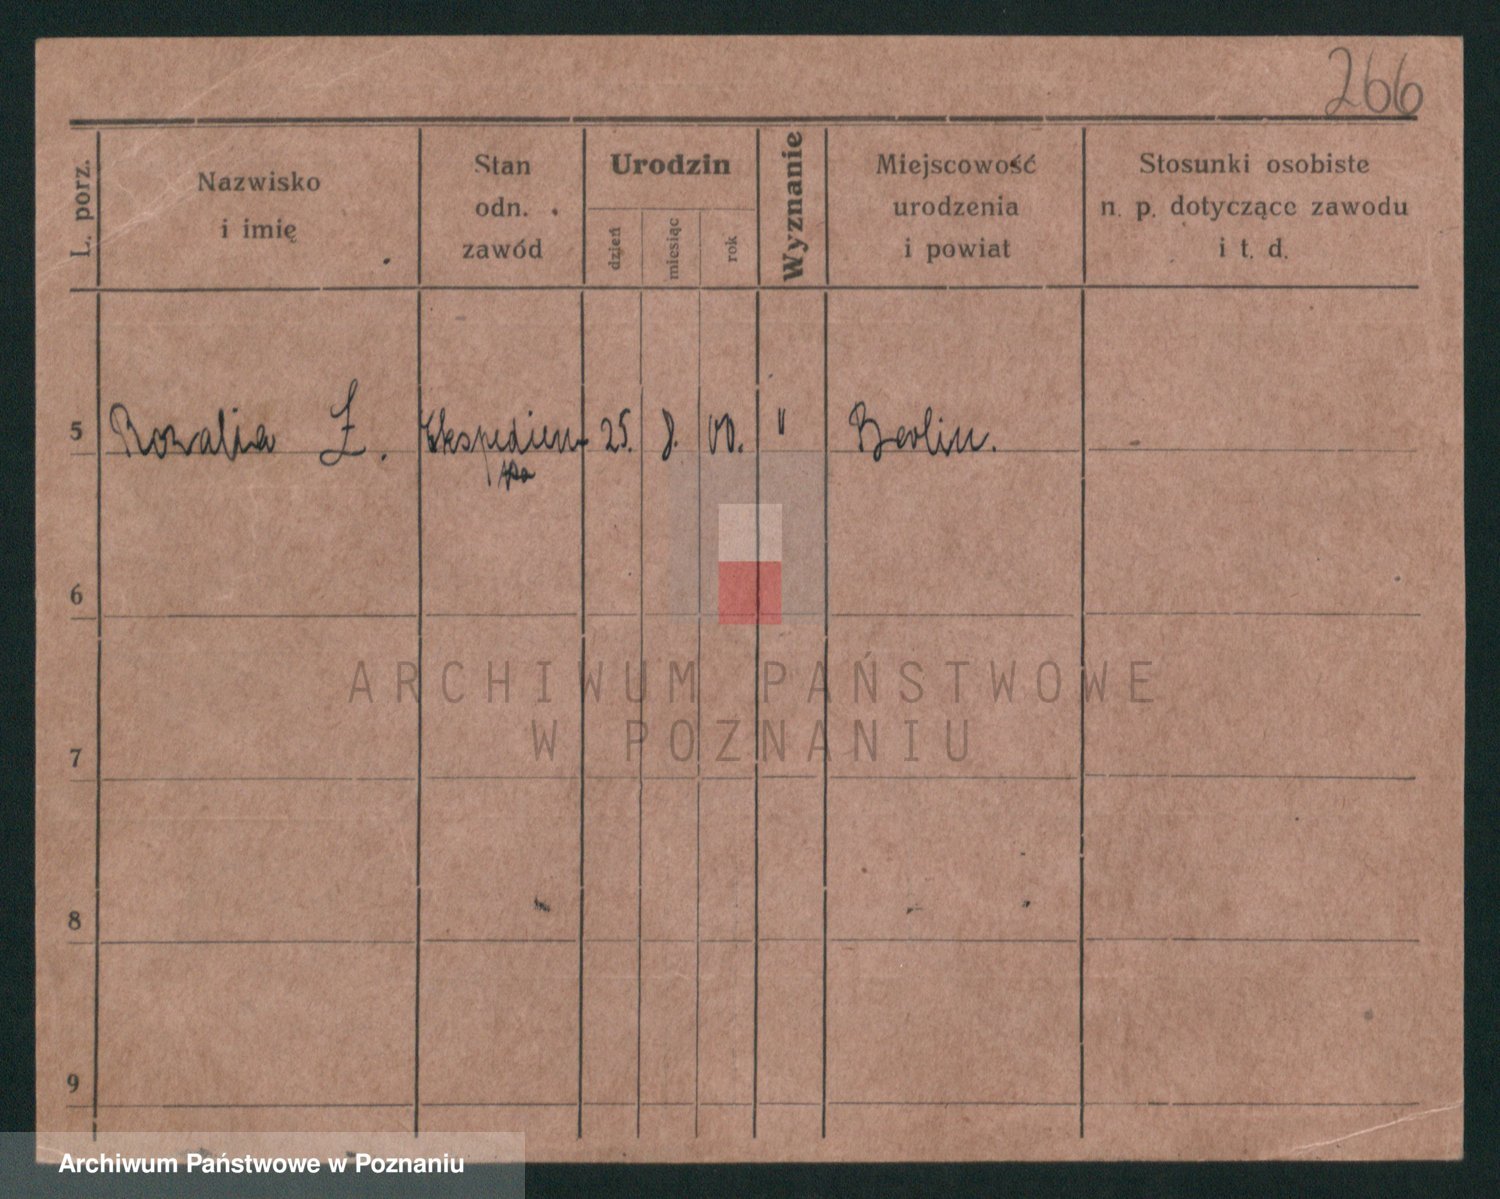 266
L. porz.
Nazwisko
i imię
Stan
odn.
zawód
Urodzin
dzień
miesiąc
rok
Wyznanie
Miejscowość
urodzenia
i powiat
Stosunki osobiste
n. p. dotyczące zawodu
i t. d.
5 Rozalia Z. Ekspedien- 25. 8. 00. " Berlin.
tka
6
ARCHIWUM PAŃSTWOWE
W POZNANIU
7
8
9
Archiwum Państwowe w Poznaniu